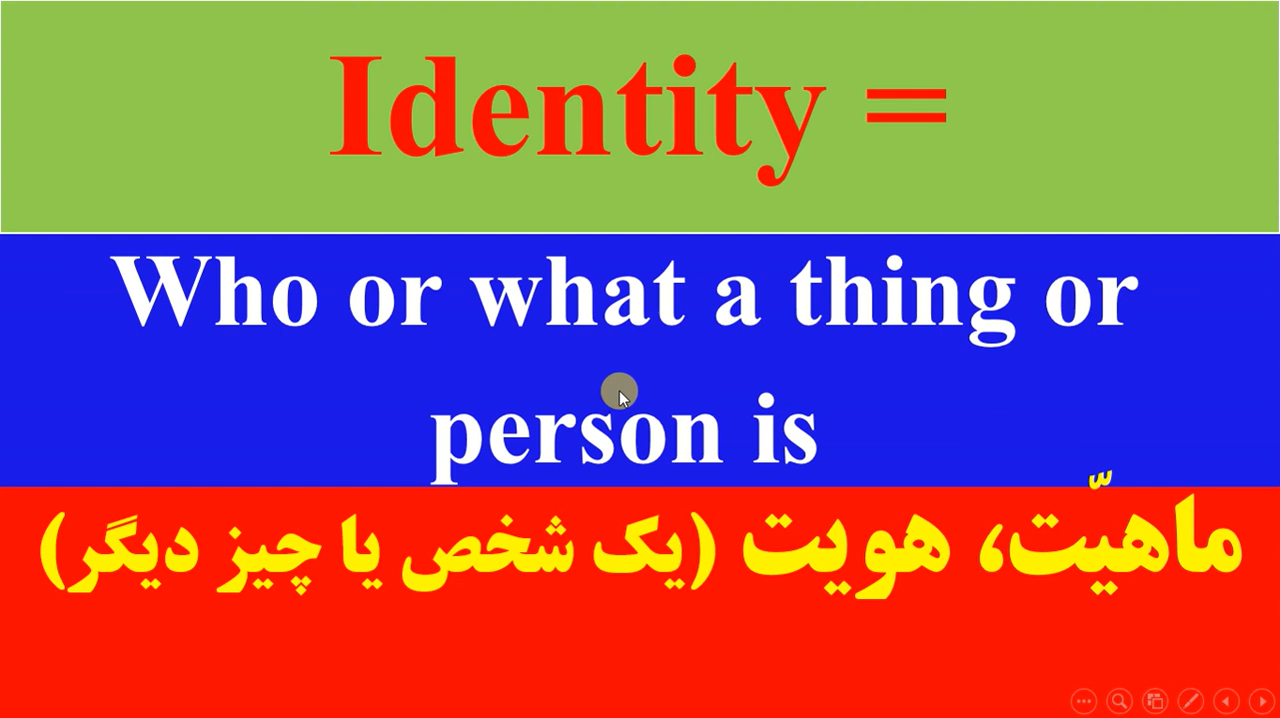 Identity =
Who or what a thing or
person is
ماهیّت، هویت (یک شخص یا چیز دیگر)